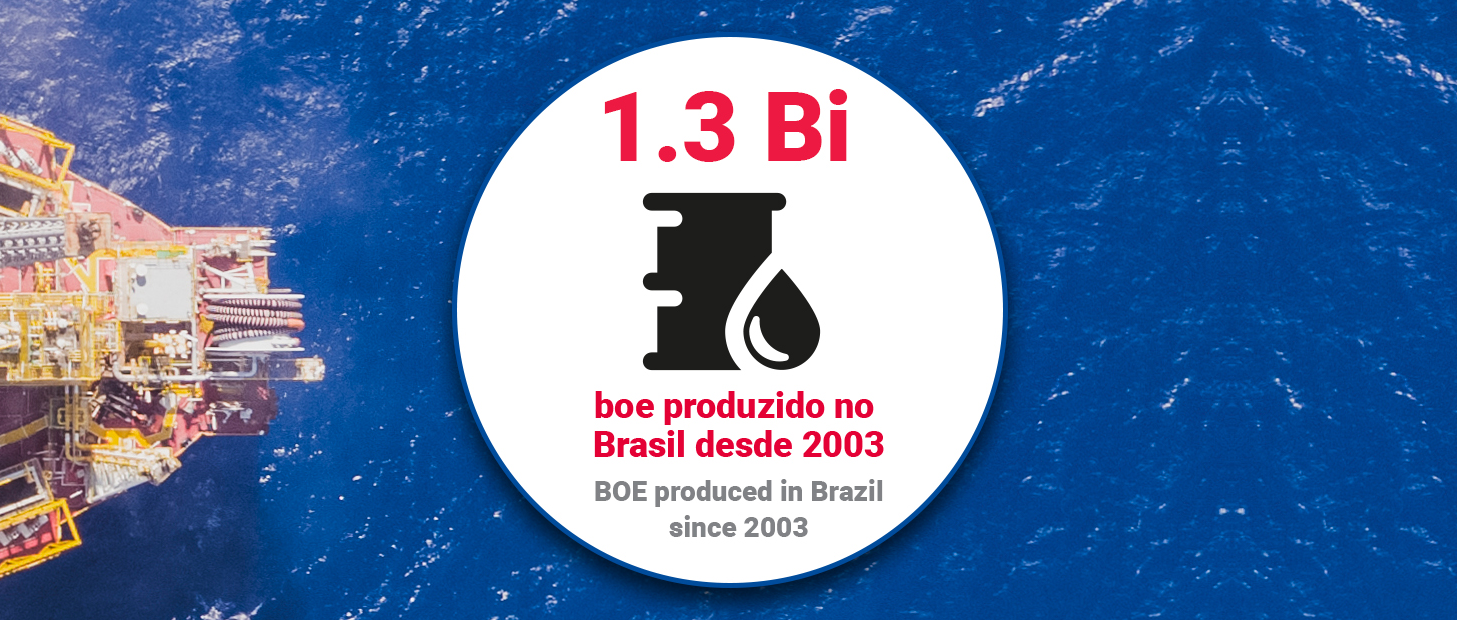 1.3 Bi
boe produzido no
Brasil desde 2003
BOE produced in Brazil
since 2003